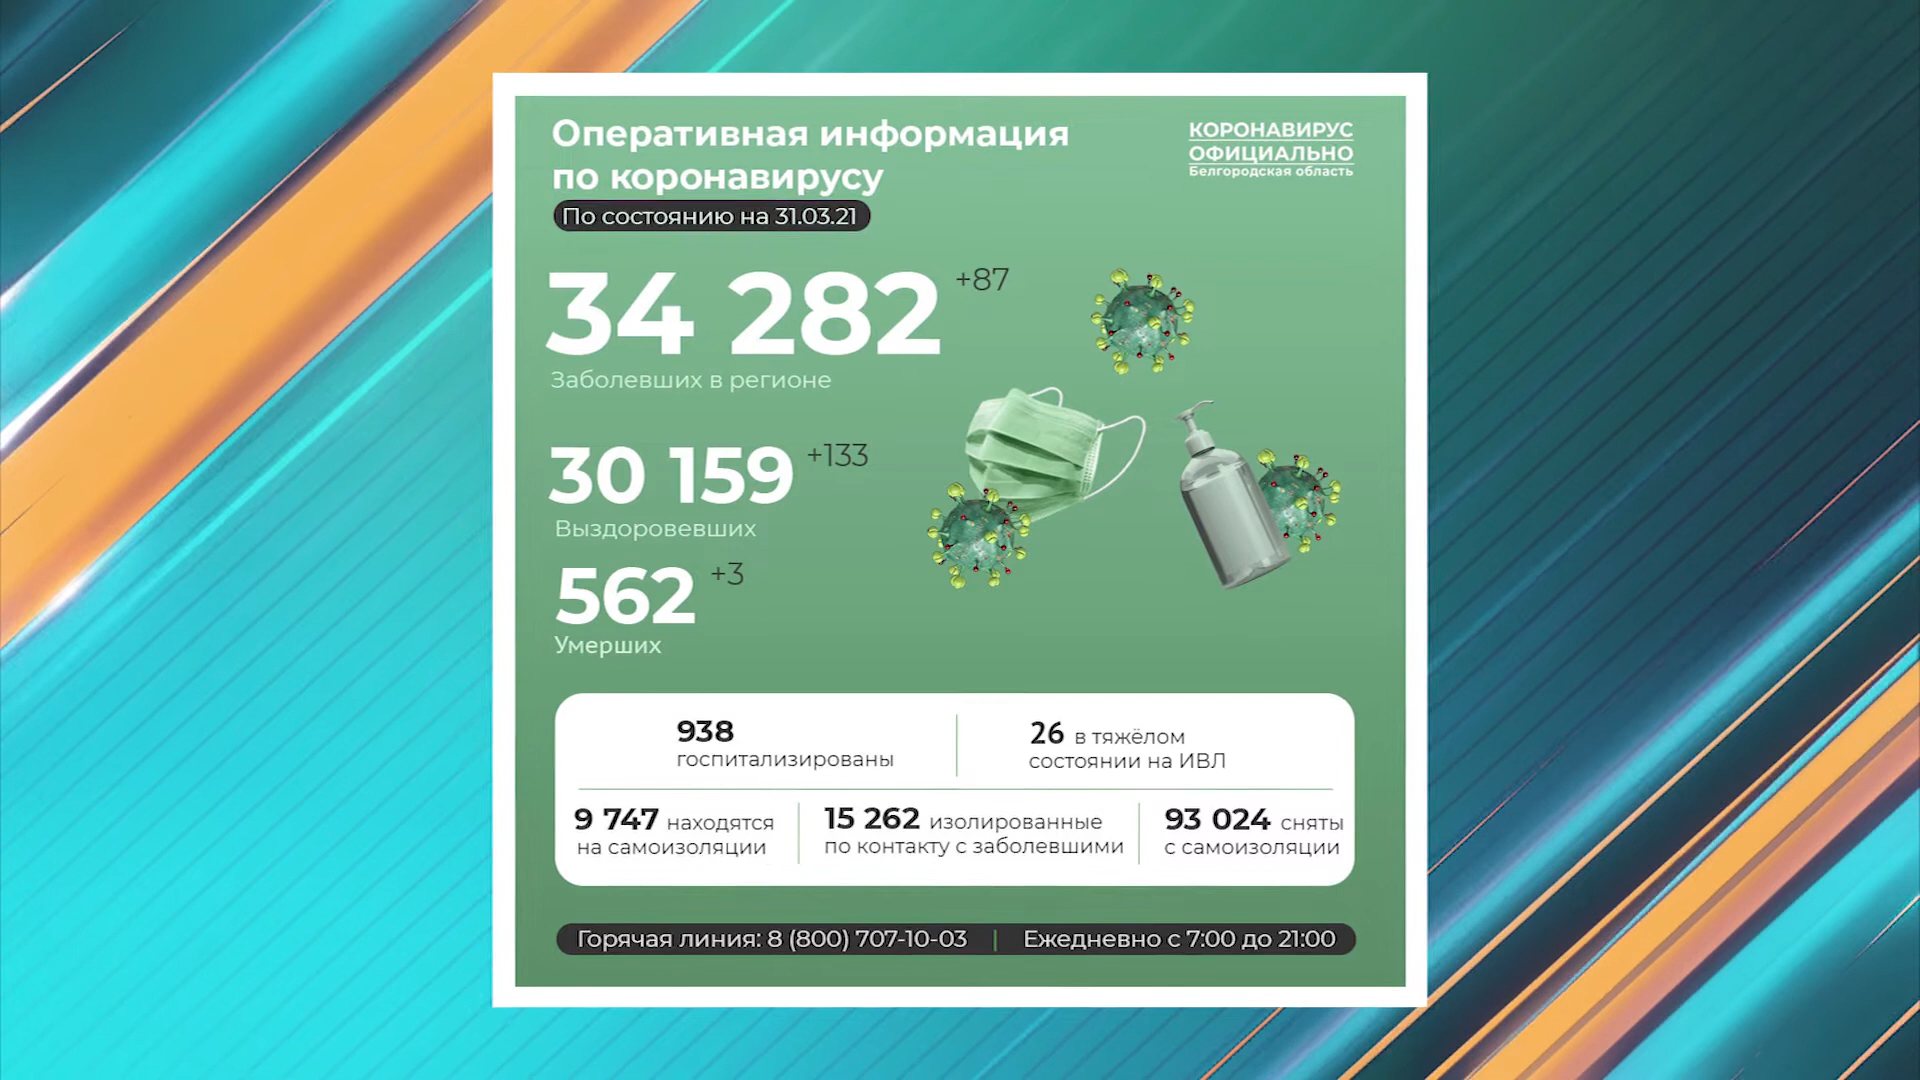 Оперативная информация
по коронавирусу
По состоянию на 31.03.21
КОРОНАВИРУС
ОФИЦИАЛЬНО
Белгородская область
34 282 +87
Заболевших в регионе
30 159 +133
Выздоровевших
562 +3
Умерших
938
госпитализированы
26 в тяжёлом
состоянии на ИВЛ
9 747 находятся
на самоизоляции
15 262 изолированные
по контакту с заболевшими
93 024 сняты
с самоизоляции
Горячая линия: 8 (800) 707-10-03 | Ежедневно с 7:00 до 21:00